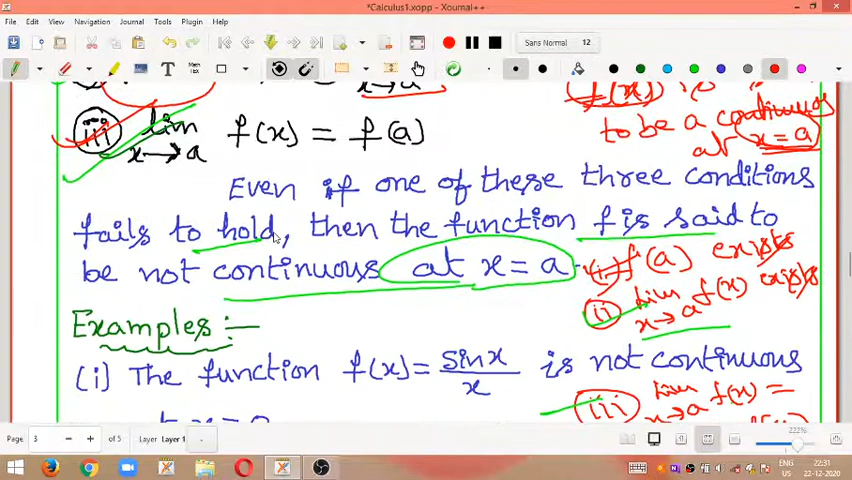 *Calculus1.xopp - Xournal++
File Edit View Navigation Journal Tools Plugin Help
Sans Normal 12
x→a
f(x)
to be a continuous
at x = a
(iii) lim x→a f(x) = f(a)
Even if one of these three conditions
fails to hold, then the function f is said to
be not continuous at x = a
(i) f(a) exists
(ii) lim x→a f(x) exists
Examples :-
(i) The function f(x) = sinx/x is not continuous
(iii) lim x→a f(x) =
Page 3 of 5 Layer Layer 1 222%
ENG 22:31
US 22-12-2020